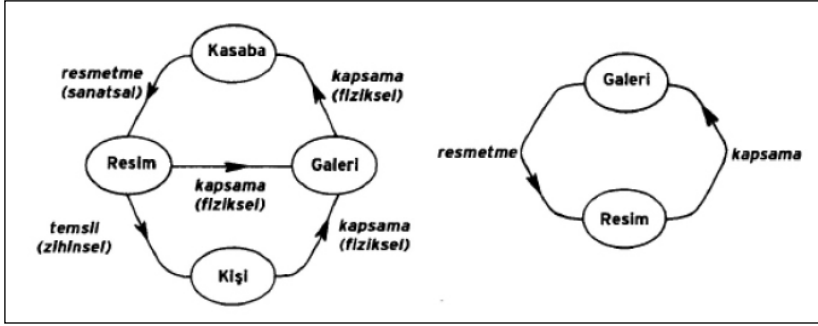 Kasaba
resmetme
(sanatsal)
kapsama
(fiziksel)
Resim
Galeri
kapsama
(fiziksel)
temsil
(zihinsel)
kapsama
(fiziksel)
Kişi
Galeri
resmetme
kapsama
Resim